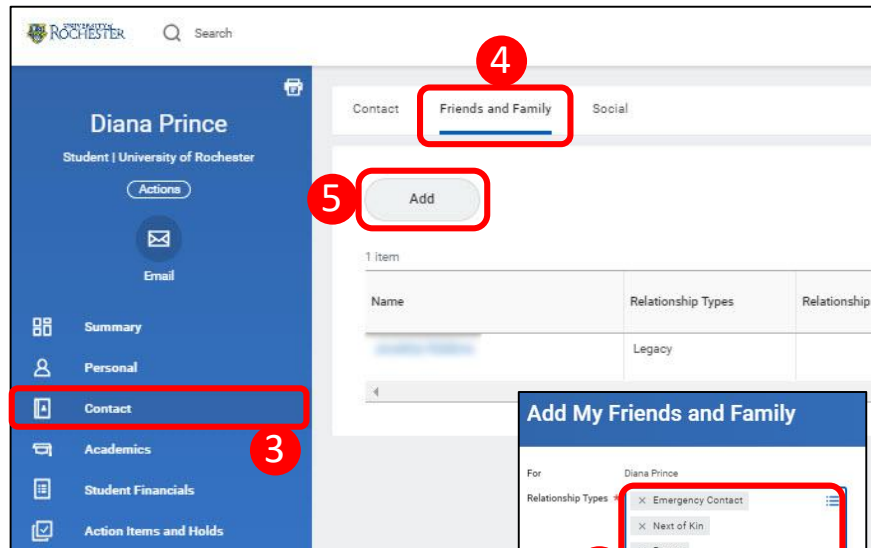 UNIVERSITY of
ROCHESTER
Search
4
Diana Prince
Student | University of Rochester
Actions
Email
Summary
Personal
Contact
3
Academics
Student Financials
Action Items and Holds
Contact
Friends and Family
Social
5
Add
1 item
Name
Relationship Types
Relationship
Legacy
Add My Friends and Family
For
Diana Prince
Relationship Types *
× Emergency Contact
× Next of Kin